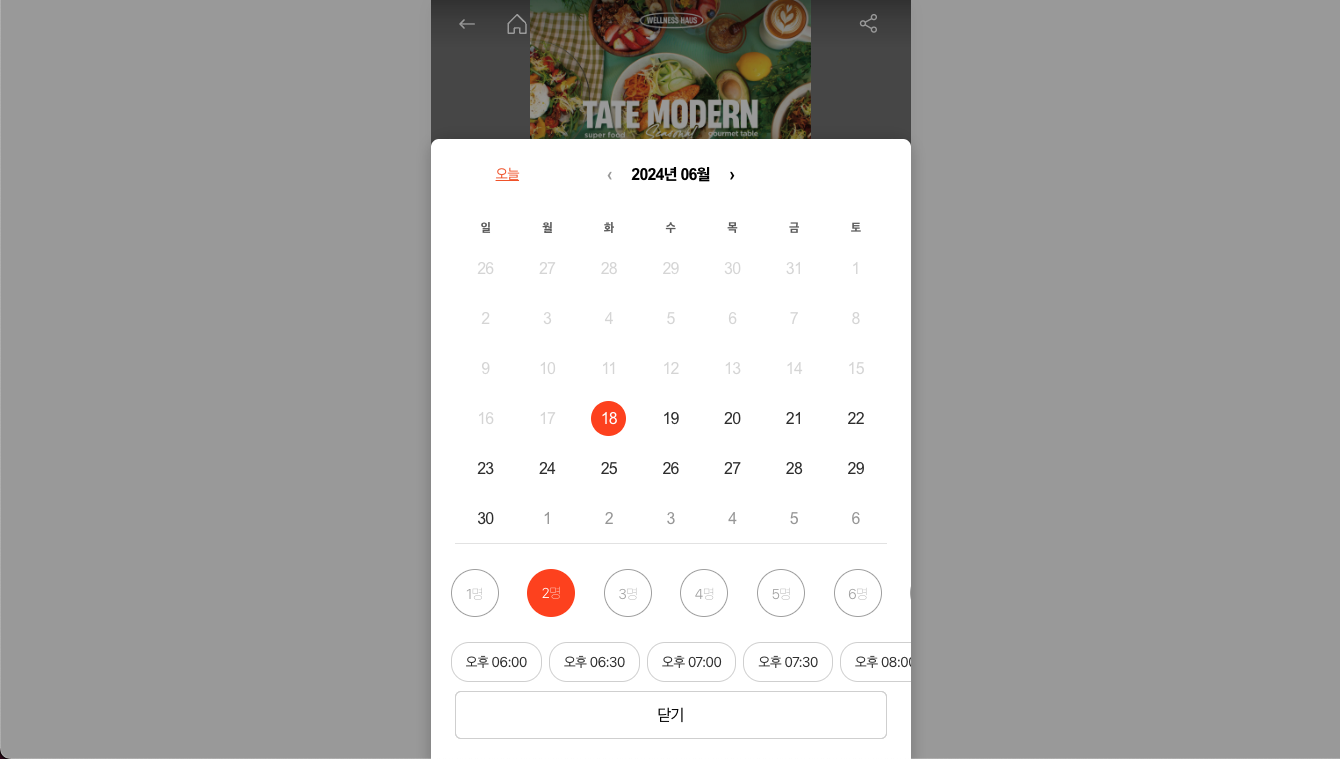 WELLNESS HAUS
TATE MODERN
super food Seasonal gourmet table
오늘 ‹ 2024년 06월 ›
일 월 화 수 목 금 토
26 27 28 29 30 31 1
2 3 4 5 6 7 8
9 10 11 12 13 14 15
16 17 18 19 20 21 22
23 24 25 26 27 28 29
30 1 2 3 4 5 6
1명 2명 3명 4명 5명 6명
오후 06:00 오후 06:30 오후 07:00 오후 07:30 오후 08:00
닫기